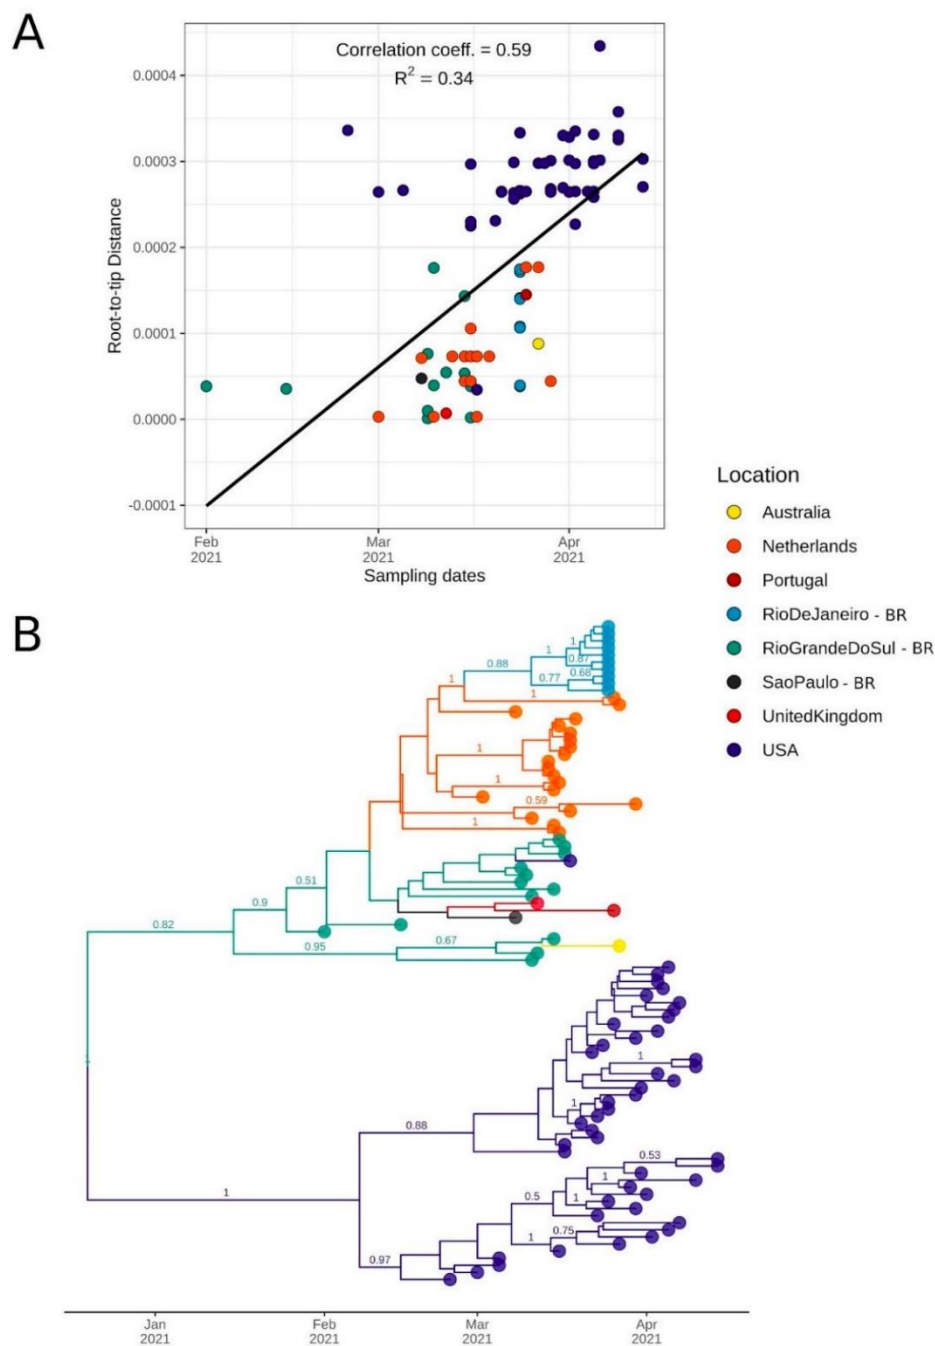 A
Correlation coeff. = 0.59
R² = 0.34
Root-to-tip Distance
0.0004
0.0003
0.0002
0.0001
0.0000
-0.0001
Feb
2021
Mar
2021
Apr
2021
Sampling dates
Location
Australia
Netherlands
Portugal
RioDeJaneiro - BR
RioGrandeDoSul - BR
SaoPaulo - BR
UnitedKingdom
USA
B
1
1
0.88
0.87
0.77
0.68
1
1
1
1
0.59
1
0.51
0.9
0.82
0.67
0.95
1
1
1
0.88
0.53
1
1
0.5
1
0.75
1
0.97
Jan
2021
Feb
2021
Mar
2021
Apr
2021